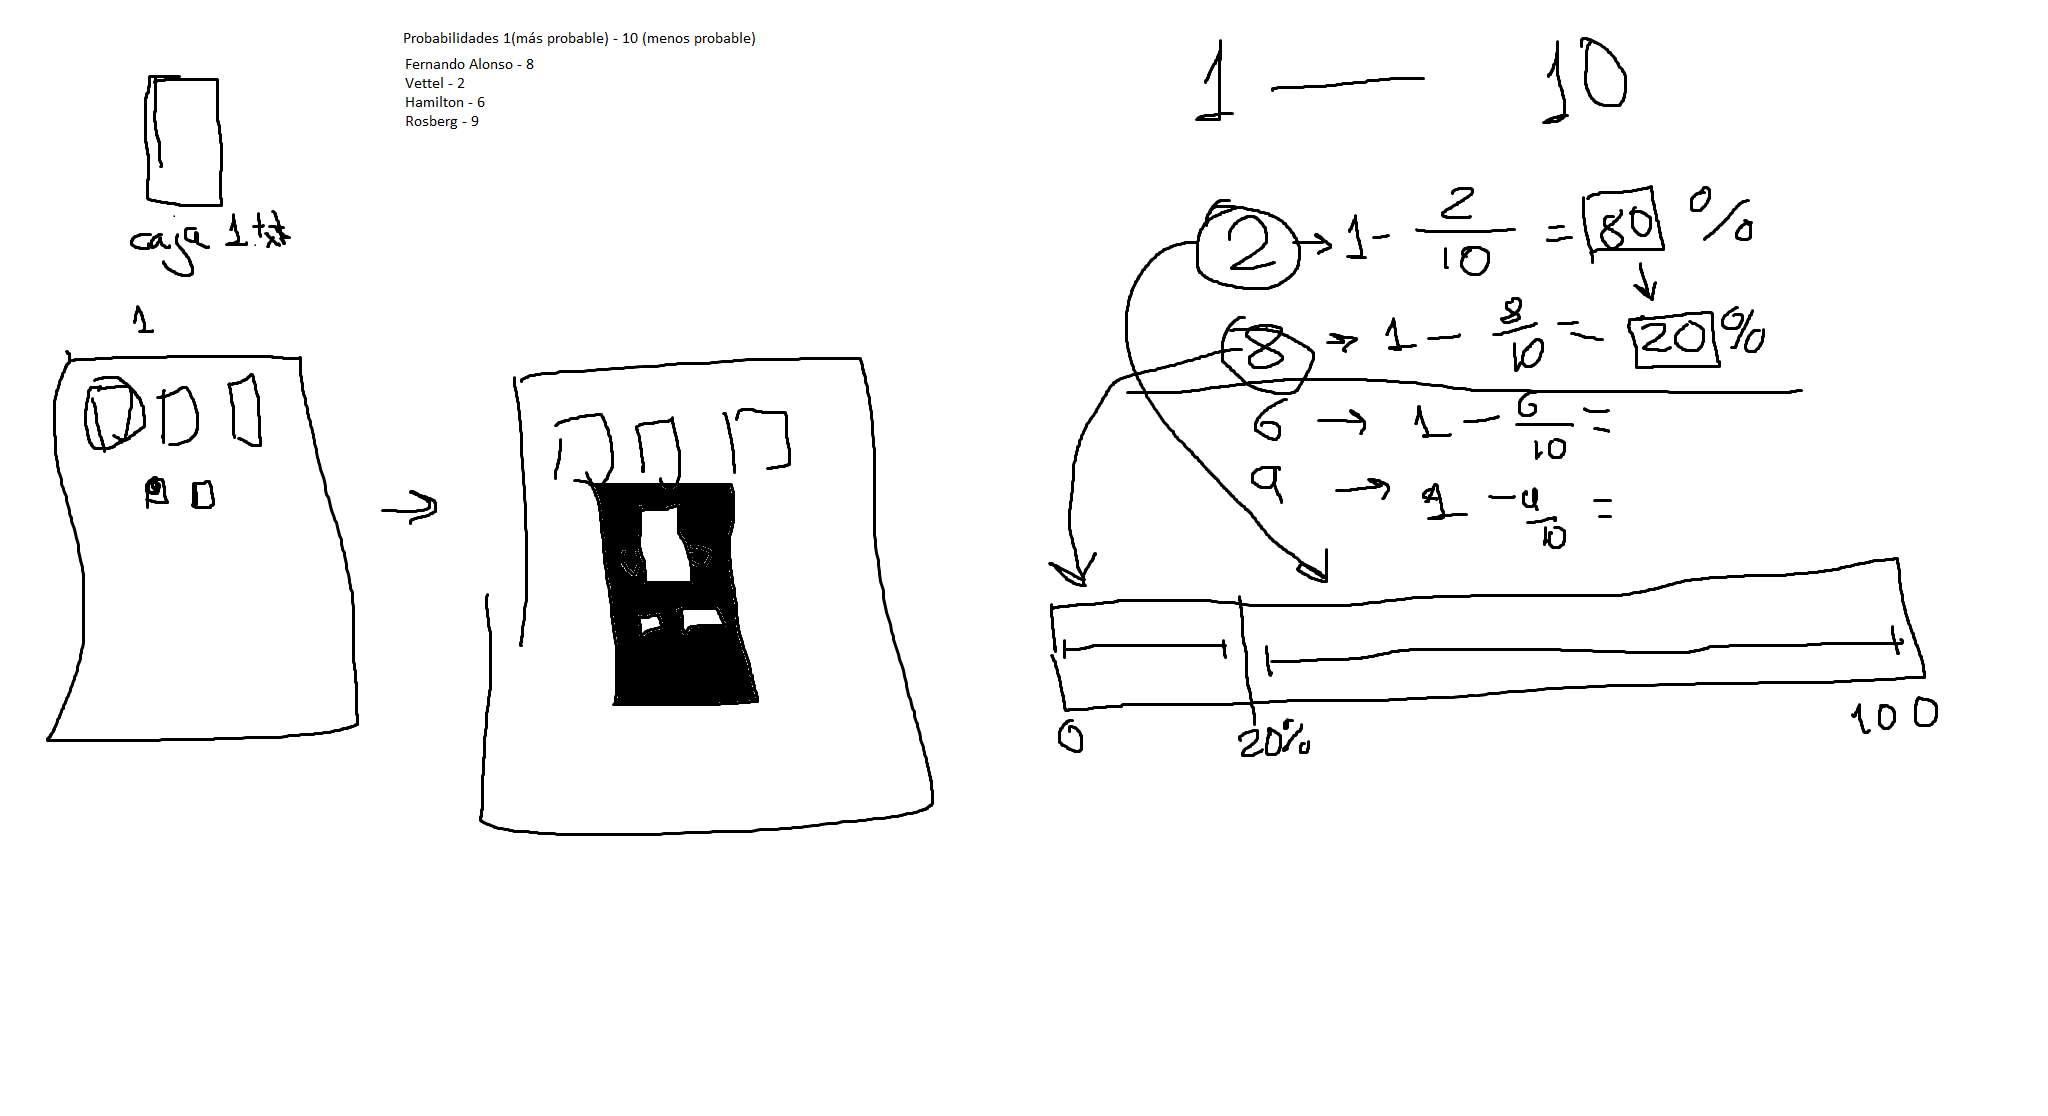 Probabilidades 1(más probable) - 10 (menos probable)
Fernando Alonso - 8
Vettel - 2
Hamilton - 6
Rosberg - 9
caja 1.txt
1
1 — 10
2 → 1 - 2/10 = 80 %
8 → 1 - 8/10 = 20 %
6 → 1 - 6/10 =
9 → 1 - 9/10 =
0 20% 100